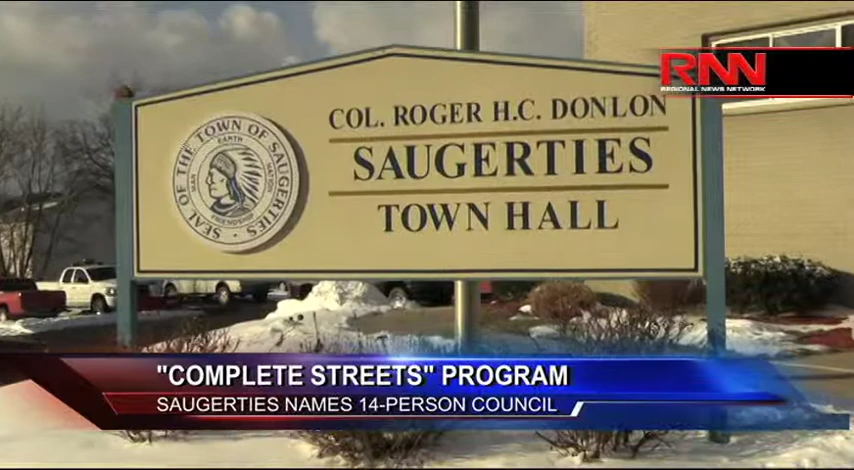 RNN
REGIONAL NEWS NETWORK
COL. ROGER H.C. DONLON
SAUGERTIES
TOWN HALL
THE TOWN OF SAUGERTIES
SEAL OF
EARTH
MAN
NATION
FRIENDSHIP
"COMPLETE STREETS" PROGRAM
SAUGERTIES NAMES 14-PERSON COUNCIL